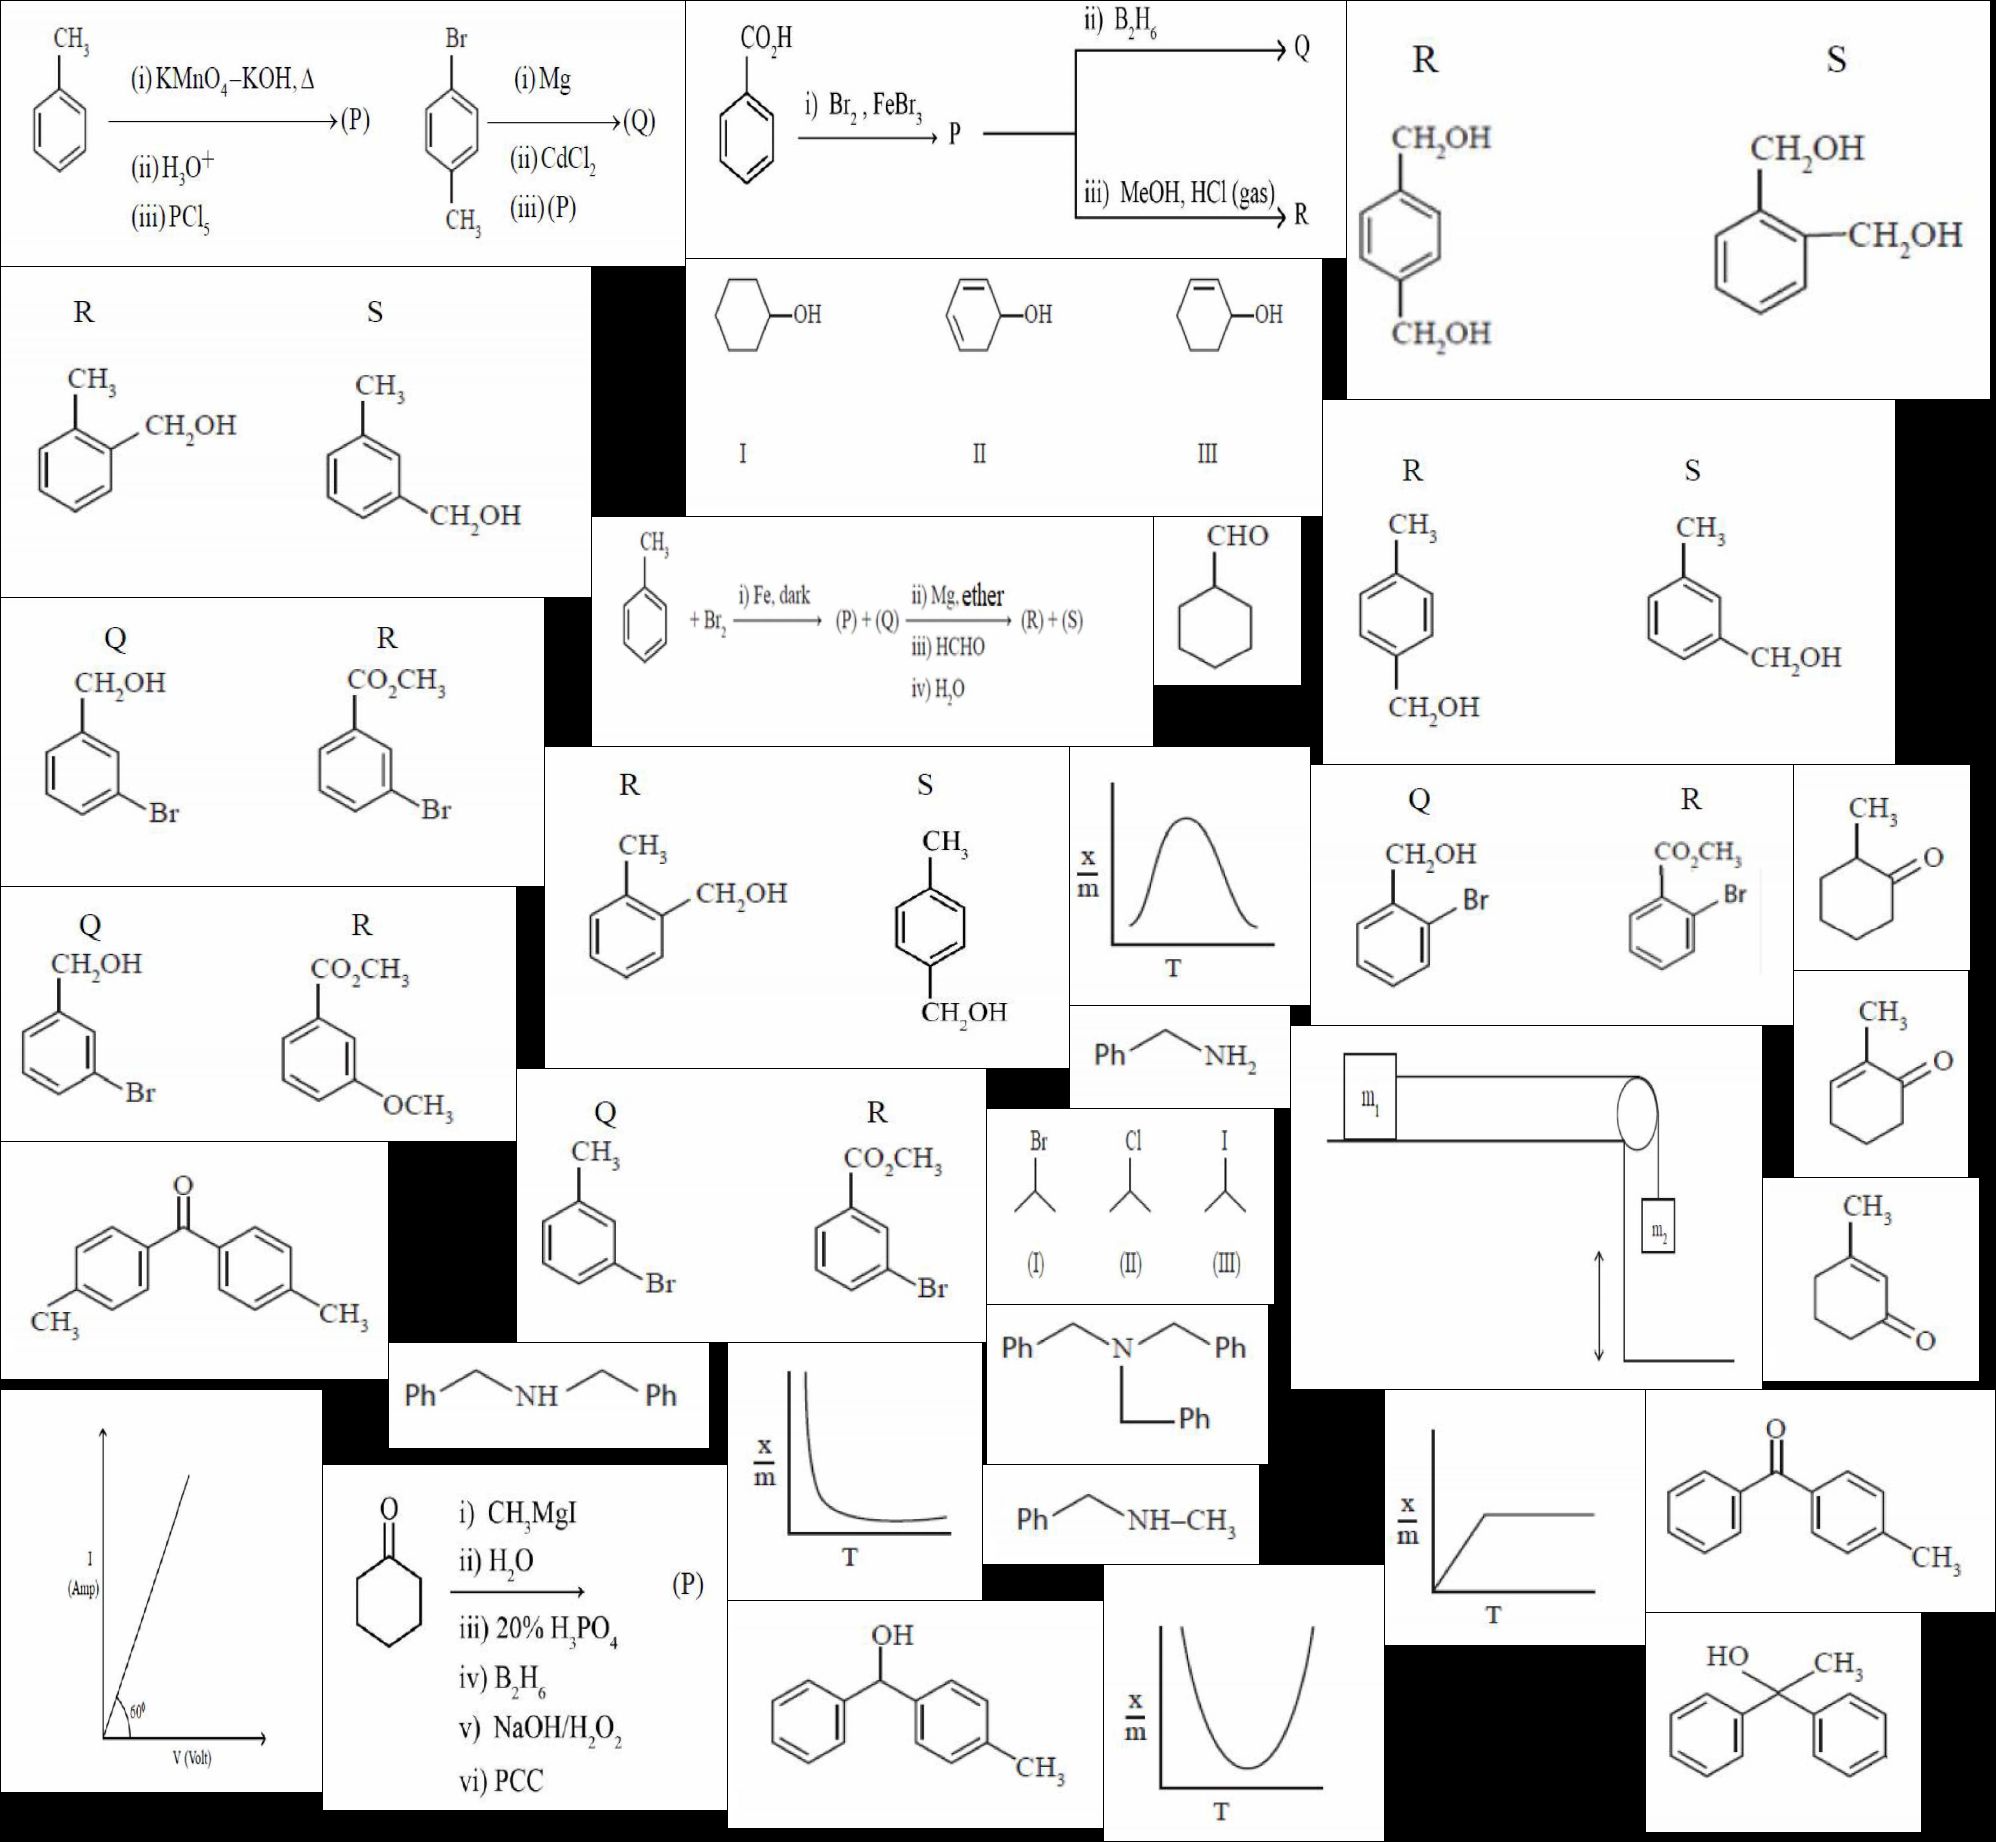 CH₃
(i) KMnO₄–KOH, Δ
(P)
(ii) H₃O⁺
(iii) PCl₅
Br
(i) Mg
(Q)
(ii) CdCl₂
CH₃
(iii) (P)
CO₂H
i) Br₂ , FeBr₃
P
ii) B₂H₆
Q
iii) MeOH, HCl (gas)
R
R S
CH₂OH
CH₂OH
CH₂OH
CH₂OH
R S
CH₃
CH₂OH
CH₃
CH₂OH
OH OH OH
I II III
R S
CH₃
CH₂OH
CH₃
CH₂OH
CH₃
+ Br₂
i) Fe, dark
(P) + (Q)
ii) Mg, ether
(R) + (S)
iii) HCHO
iv) H₂O
CHO
Q R
CH₂OH
Br
CO₂CH₃
Br
R S
CH₃
CH₂OH
CH₃
CH₂OH
x
m
T
Q R
CH₂OH
Br
CO₂CH₃
Br
CH₃
O
Q R
CH₂OH
Br
CO₂CH₃
OCH₃
Ph NH₂
m₁
m₂
CH₃
O
Q R
CH₃
Br
CO₂CH₃
Br
Br Cl I
(I) (II) (III)
O
CH₃ CH₃
CH₃
O
Ph NH Ph
Ph N Ph
Ph
x
m
T
I
(Amp)
60⁰
V (Volt)
O
i) CH₃MgI
ii) H₂O
(P)
iii) 20% H₃PO₄
iv) B₂H₆
v) NaOH/H₂O₂
vi) PCC
Ph NH–CH₃
x
m
T
O
CH₃
OH
CH₃
x
m
T
HO CH₃